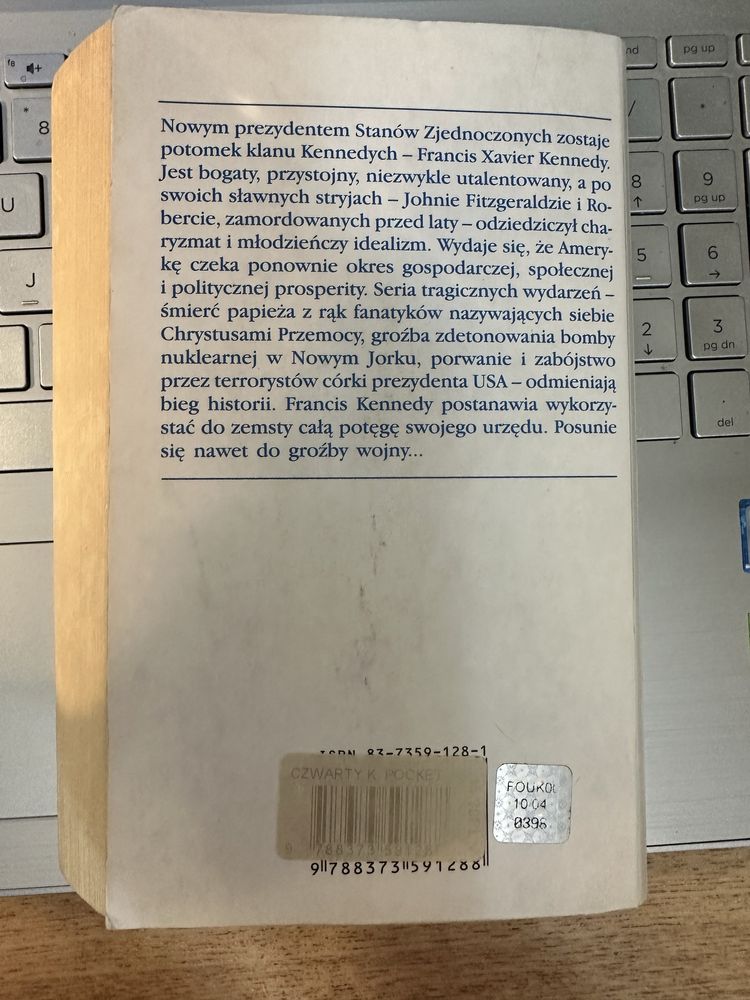 Nowym prezydentem Stanów Zjednoczonych zostaje
potomek klanu Kennedych – Francis Xavier Kennedy.
Jest bogaty, przystojny, niezwykle utalentowany, a po
swoich sławnych stryjach – Johnie Fitzgeraldzie i Ro-
bercie, zamordowanych przed laty – odziedziczył cha-
ryzmat i młodzieńczy idealizm. Wydaje się, że Amery-
kę czeka ponownie okres gospodarczej, społecznej
i politycznej prosperity. Seria tragicznych wydarzeń –
śmierć papieża z rąk fanatyków nazywających siebie
Chrystusami Przemocy, groźba zdetonowania bomby
nuklearnej w Nowym Jorku, porwanie i zabójstwo
przez terrorystów córki prezydenta USA – odmieniają
bieg historii. Francis Kennedy postanawia wykorzy-
stać do zemsty całą potęgę swojego urzędu. Posunie
się nawet do groźby wojny...
ISBN 83-7359-128-1
CZWARTY K. POCKET
9 788373 59128
9 788373 591288
10 04
0396
f8
*
8
U
J
nd
pg up
/
*
8
9
pg up
5
6
2
3
pg dn
.
del